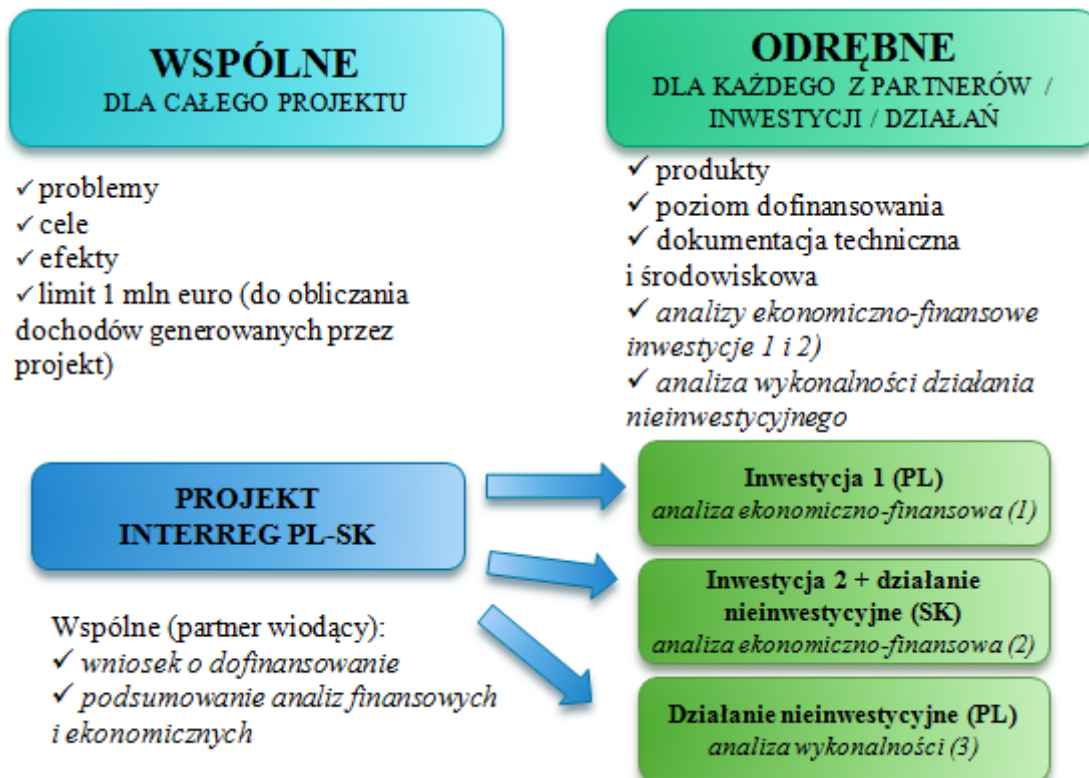 WSPÓLNE
DLA CAŁEGO PROJEKTU
✓ problemy
✓ cele
✓ efekty
✓ limit 1 mln euro (do obliczania
dochodów generowanych przez
projekt)
ODRĘBNE
DLA KAŻDEGO Z PARTNERÓW /
INWESTYCJI / DZIAŁAŃ
✓ produkty
✓ poziom dofinansowania
✓ dokumentacja techniczna
i środowiskowa
✓ analizy ekonomiczno-finansowe
inwestycje 1 i 2)
✓ analiza wykonalności działania
nieinwestycyjnego
PROJEKT
INTERREG PL-SK
Wspólne (partner wiodący):
✓ wniosek o dofinansowanie
✓ podsumowanie analiz finansowych
i ekonomicznych
Inwestycja 1 (PL)
analiza ekonomiczno-finansowa (1)
Inwestycja 2 + działanie
nieinwestycyjne (SK)
analiza ekonomiczno-finansowa (2)
Działanie nieinwestycyjne (PL)
analiza wykonalności (3)